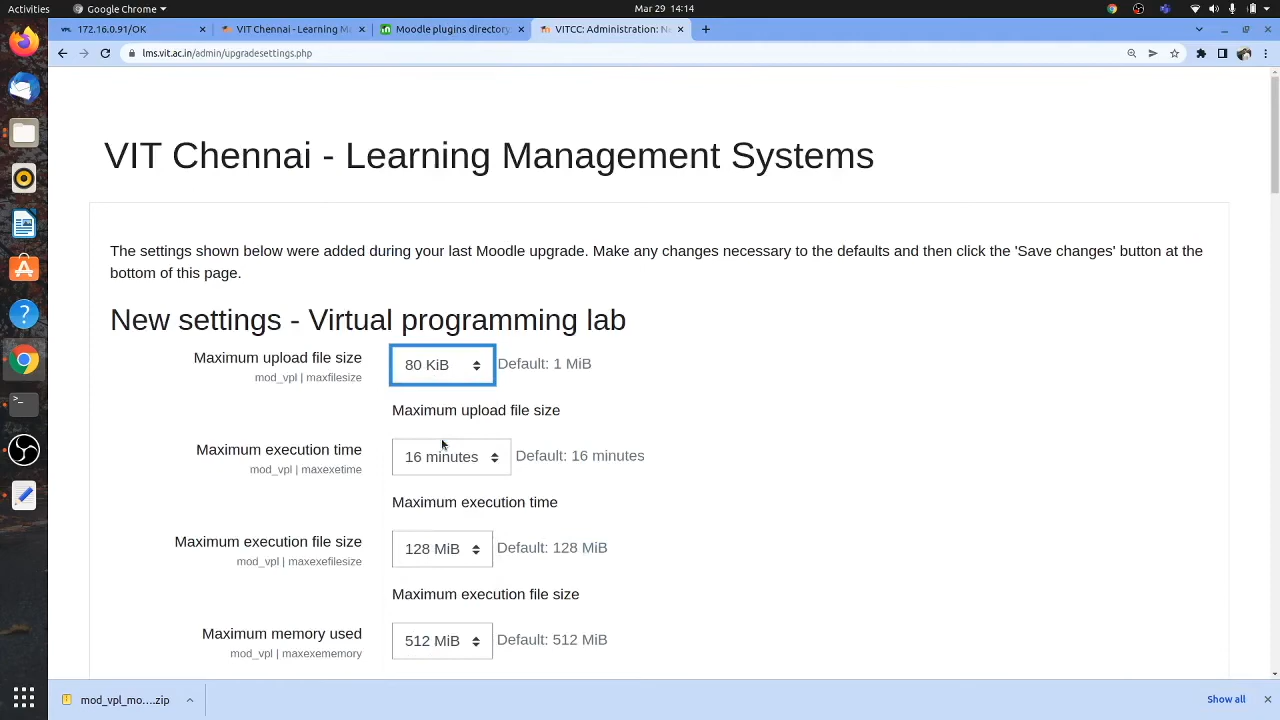 Activities
Google Chrome
Mar 29 14:14
VPL 172.16.0.91/OK
VIT Chennai - Learning M
Moodle plugins directory
VITCC: Administration: N
lms.vit.ac.in/admin/upgradesettings.php
VIT Chennai - Learning Management Systems
The settings shown below were added during your last Moodle upgrade. Make any changes necessary to the defaults and then click the 'Save changes' button at the
bottom of this page.
New settings - Virtual programming lab
Maximum upload file size
mod_vpl | maxfilesize
80 KiB
Default: 1 MiB
Maximum upload file size
Maximum execution time
mod_vpl | maxexetime
16 minutes
Default: 16 minutes
Maximum execution time
Maximum execution file size
mod_vpl | maxexefilesize
128 MiB
Default: 128 MiB
Maximum execution file size
Maximum memory used
mod_vpl | maxexememory
512 MiB
Default: 512 MiB
mod_vpl_mo....zip
Show all